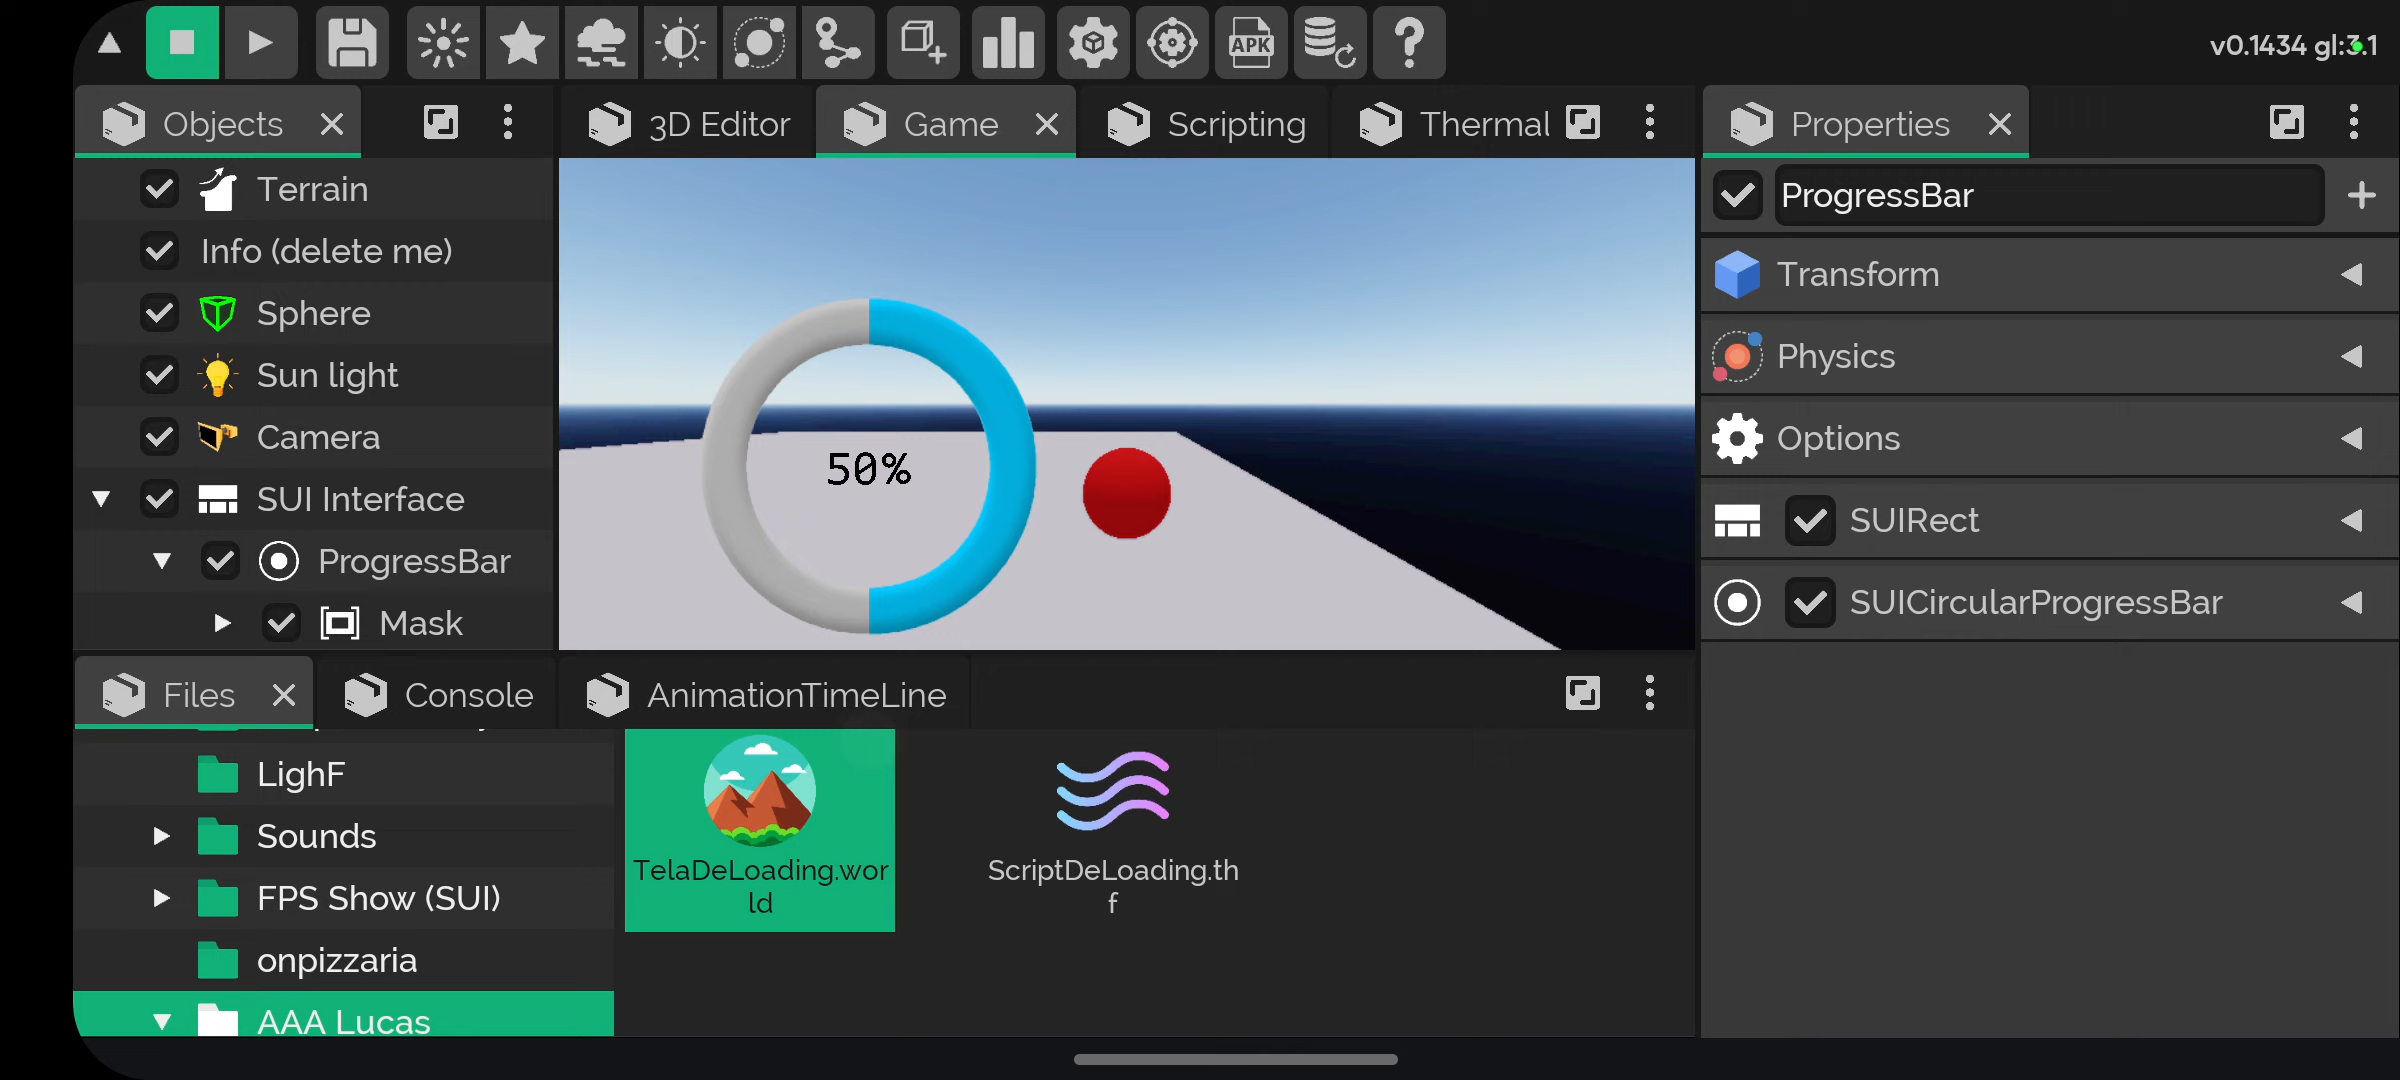 APK
v0.1434 gl:3.1
Objects
3D Editor
Game
Scripting
Thermal
Properties
Terrain
Info (delete me)
Sphere
Sun light
Camera
SUI Interface
ProgressBar
Mask
50%
ProgressBar
Transform
Physics
Options
SUIRect
SUICircularProgressBar
Files
Console
AnimationTimeLine
LighF
Sounds
FPS Show (SUI)
onpizzaria
AAA Lucas
TelaDeLoading.wor
ld
ScriptDeLoading.th
f